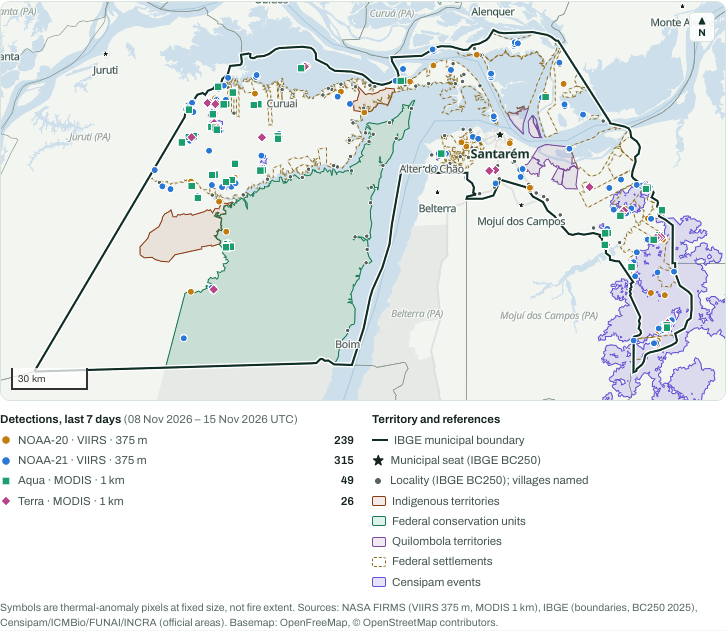 Curuá (PA)
Alenquer
Monte A
anta (PA)
anta
Juruti
N
Juruti (PA)
Curuai
Santarém
Alter do Chão
Belterra
Mojuí dos Campos
Belterra (PA)
Mojuí dos Campos (PA)
Boim
30 km
Detections, last 7 days (08 Nov 2026 – 15 Nov 2026 UTC)
NOAA-20 · VIIRS · 375 m 239
NOAA-21 · VIIRS · 375 m 315
Aqua · MODIS · 1 km 49
Terra · MODIS · 1 km 26
Territory and references
IBGE municipal boundary
Municipal seat (IBGE BC250)
Locality (IBGE BC250); villages named
Indigenous territories
Federal conservation units
Quilombola territories
Federal settlements
Censipam events
Symbols are thermal-anomaly pixels at fixed size, not fire extent. Sources: NASA FIRMS (VIIRS 375 m, MODIS 1 km), IBGE (boundaries, BC250 2025),
Censipam/ICMBio/FUNAI/INCRA (official areas). Basemap: OpenFreeMap, © OpenStreetMap contributors.